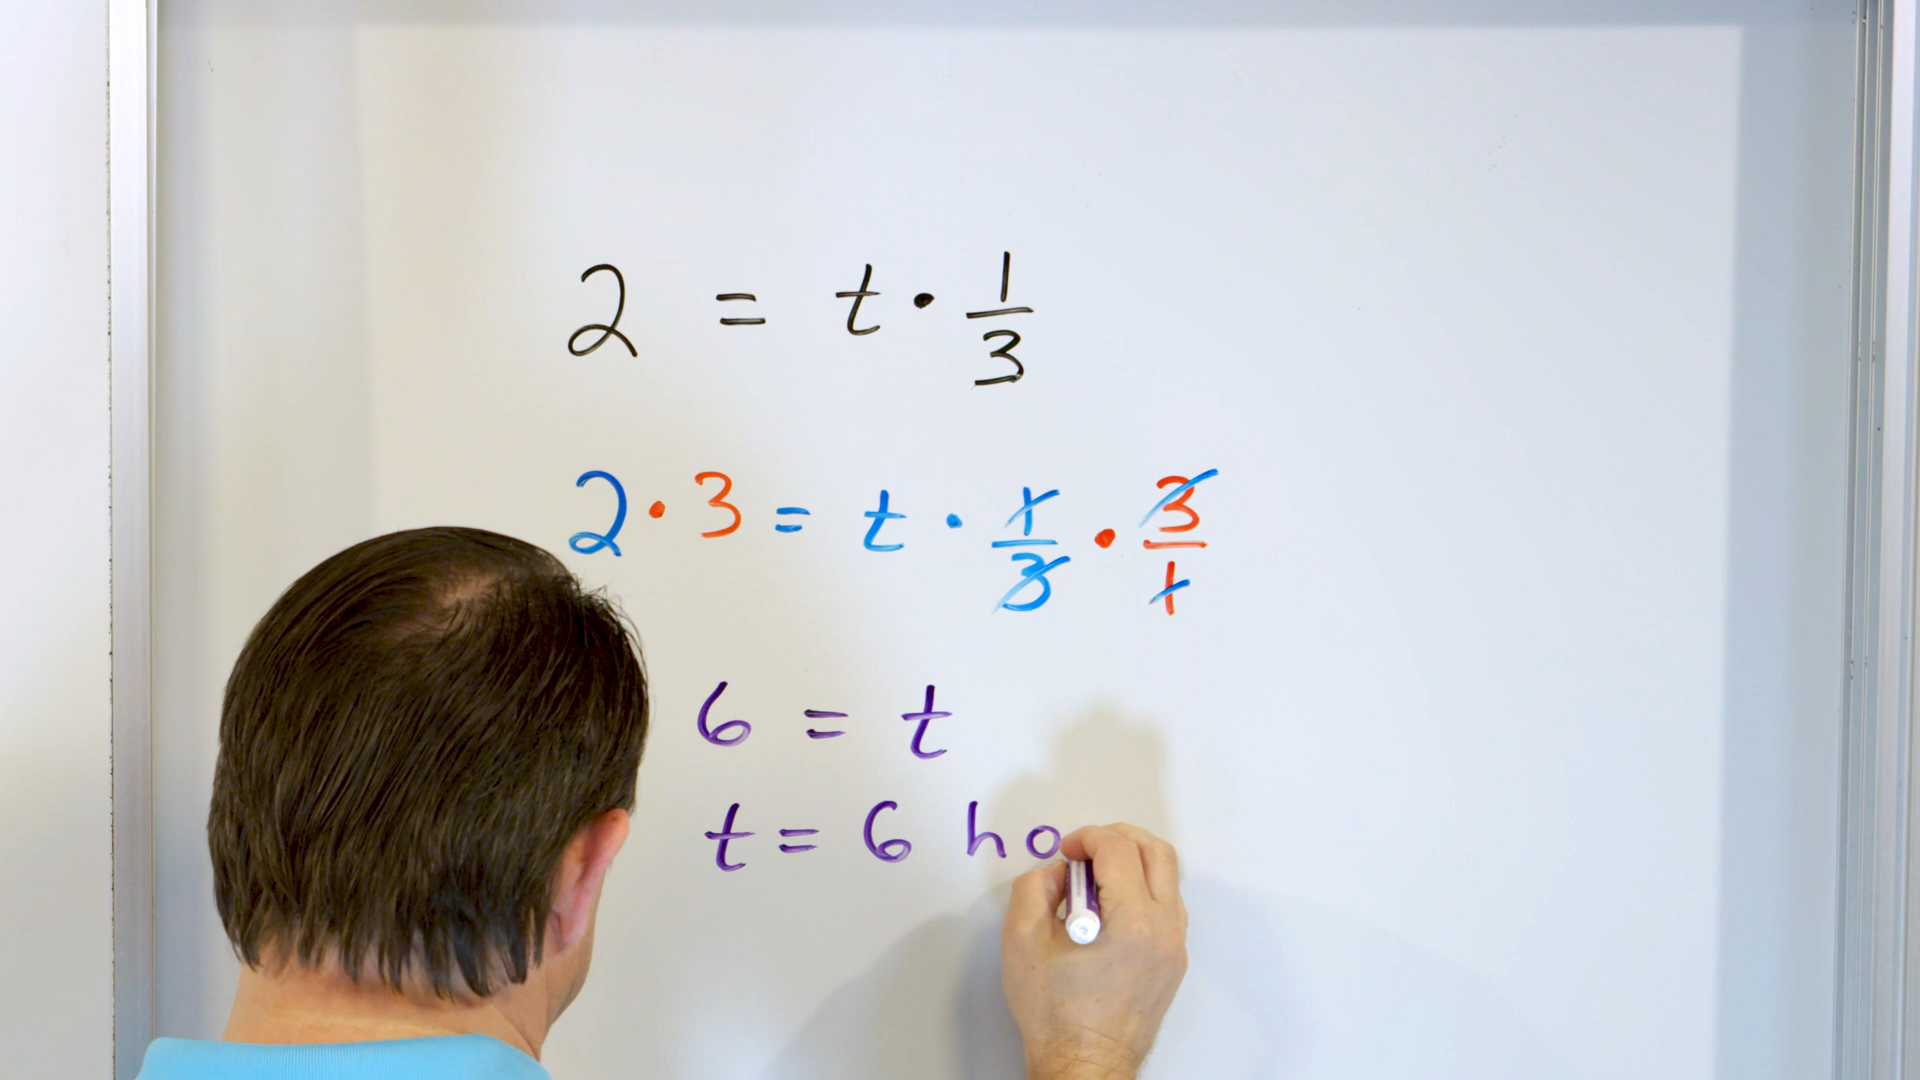 2 = t · 1/3
2 · 3 = t · 1/3 · 3/1
6 = t
t = 6 ho